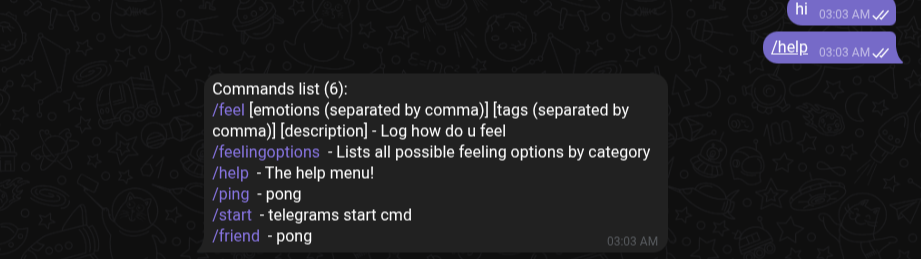 hi 03:03 AM
/help 03:03 AM
Commands list (6):
/feel [emotions (separated by comma)] [tags (separated by
comma)] [description] - Log how do u feel
/feelingoptions - Lists all possible feeling options by category
/help - The help menu!
/ping - pong
/start - telegrams start cmd
/friend - pong
03:03 AM